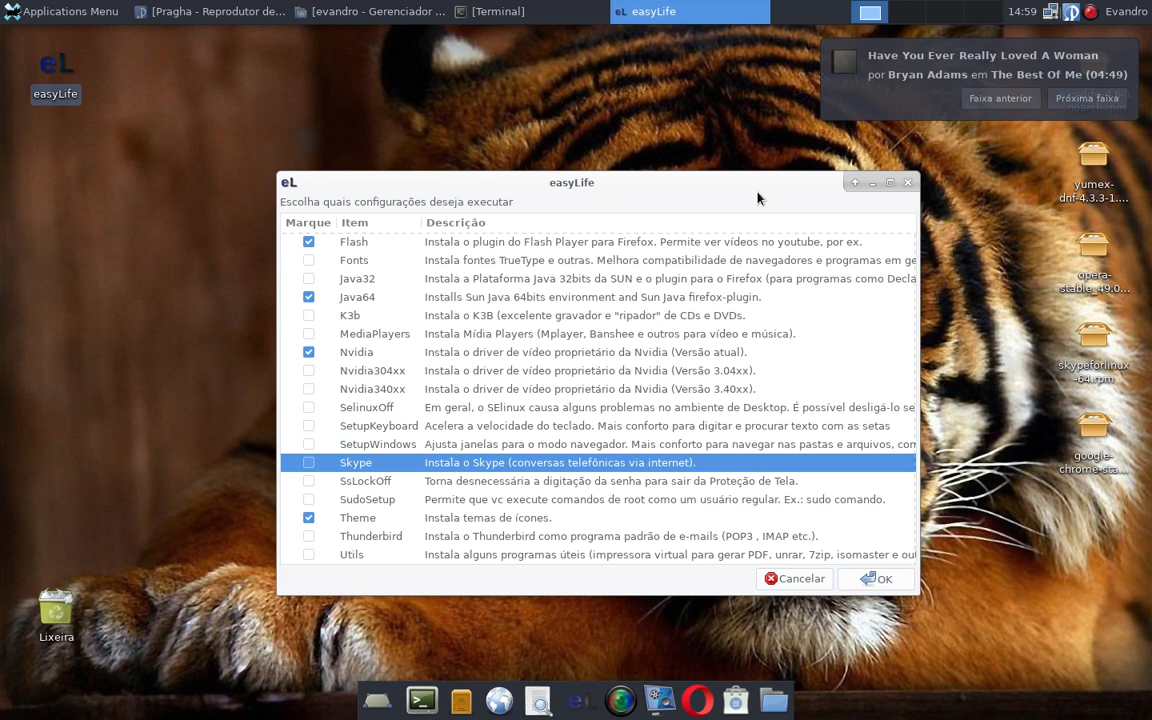 Applications Menu
[Pragha - Reprodutor de...
[evandro - Gerenciador ...
[Terminal]
eL easyLife
14:59
Evandro
eL
easyLife
Have You Ever Really Loved A Woman
por Bryan Adams em The Best Of Me (04:49)
Faixa anterior
Próxima faixa
yumex-
dnf-4.3.3-1....
opera-
stable_49.0...
skypeforlinux
-64.rpm
google-
chrome-sta...
Lixeira
eL easyLife
Escolha quais configurações deseja executar
Marque Item Descrição
Flash Instala o plugin do Flash Player para Firefox. Permite ver vídeos no youtube, por ex.
Fonts Instala fontes TrueType e outras. Melhora compatibilidade de navegadores e programas em ge
Java32 Instala a Plataforma Java 32bits da SUN e o plugin para o Firefox (para programas como Decla
Java64 Installs Sun Java 64bits environment and Sun Java firefox-plugin.
K3b Instala o K3B (excelente gravador e "ripador" de CDs e DVDs.
MediaPlayers Instala Mídia Players (Mplayer, Banshee e outros para vídeo e música).
Nvidia Instala o driver de vídeo proprietário da Nvidia (Versão atual).
Nvidia304xx Instala o driver de vídeo proprietário da Nvidia (Versão 3.04xx).
Nvidia340xx Instala o driver de vídeo proprietário da Nvidia (Versão 3.40xx).
SelinuxOff Em geral, o SElinux causa alguns problemas no ambiente de Desktop. É possível desligá-lo se
SetupKeyboard Acelera a velocidade do teclado. Mais conforto para digitar e procurar texto com as setas
SetupWindows Ajusta janelas para o modo navegador. Mais conforto para navegar nas pastas e arquivos, com
Skype Instala o Skype (conversas telefônicas via internet).
SsLockOff Torna desnecessária a digitação da senha para sair da Proteção de Tela.
SudoSetup Permite que vc execute comandos de root como um usuário regular. Ex.: sudo comando.
Theme Instala temas de ícones.
Thunderbird Instala o Thunderbird como programa padrão de e-mails (POP3 , IMAP etc.).
Utils Instala alguns programas úteis (impressora virtual para gerar PDF, unrar, 7zip, isomaster e ou
Cancelar
OK
eL